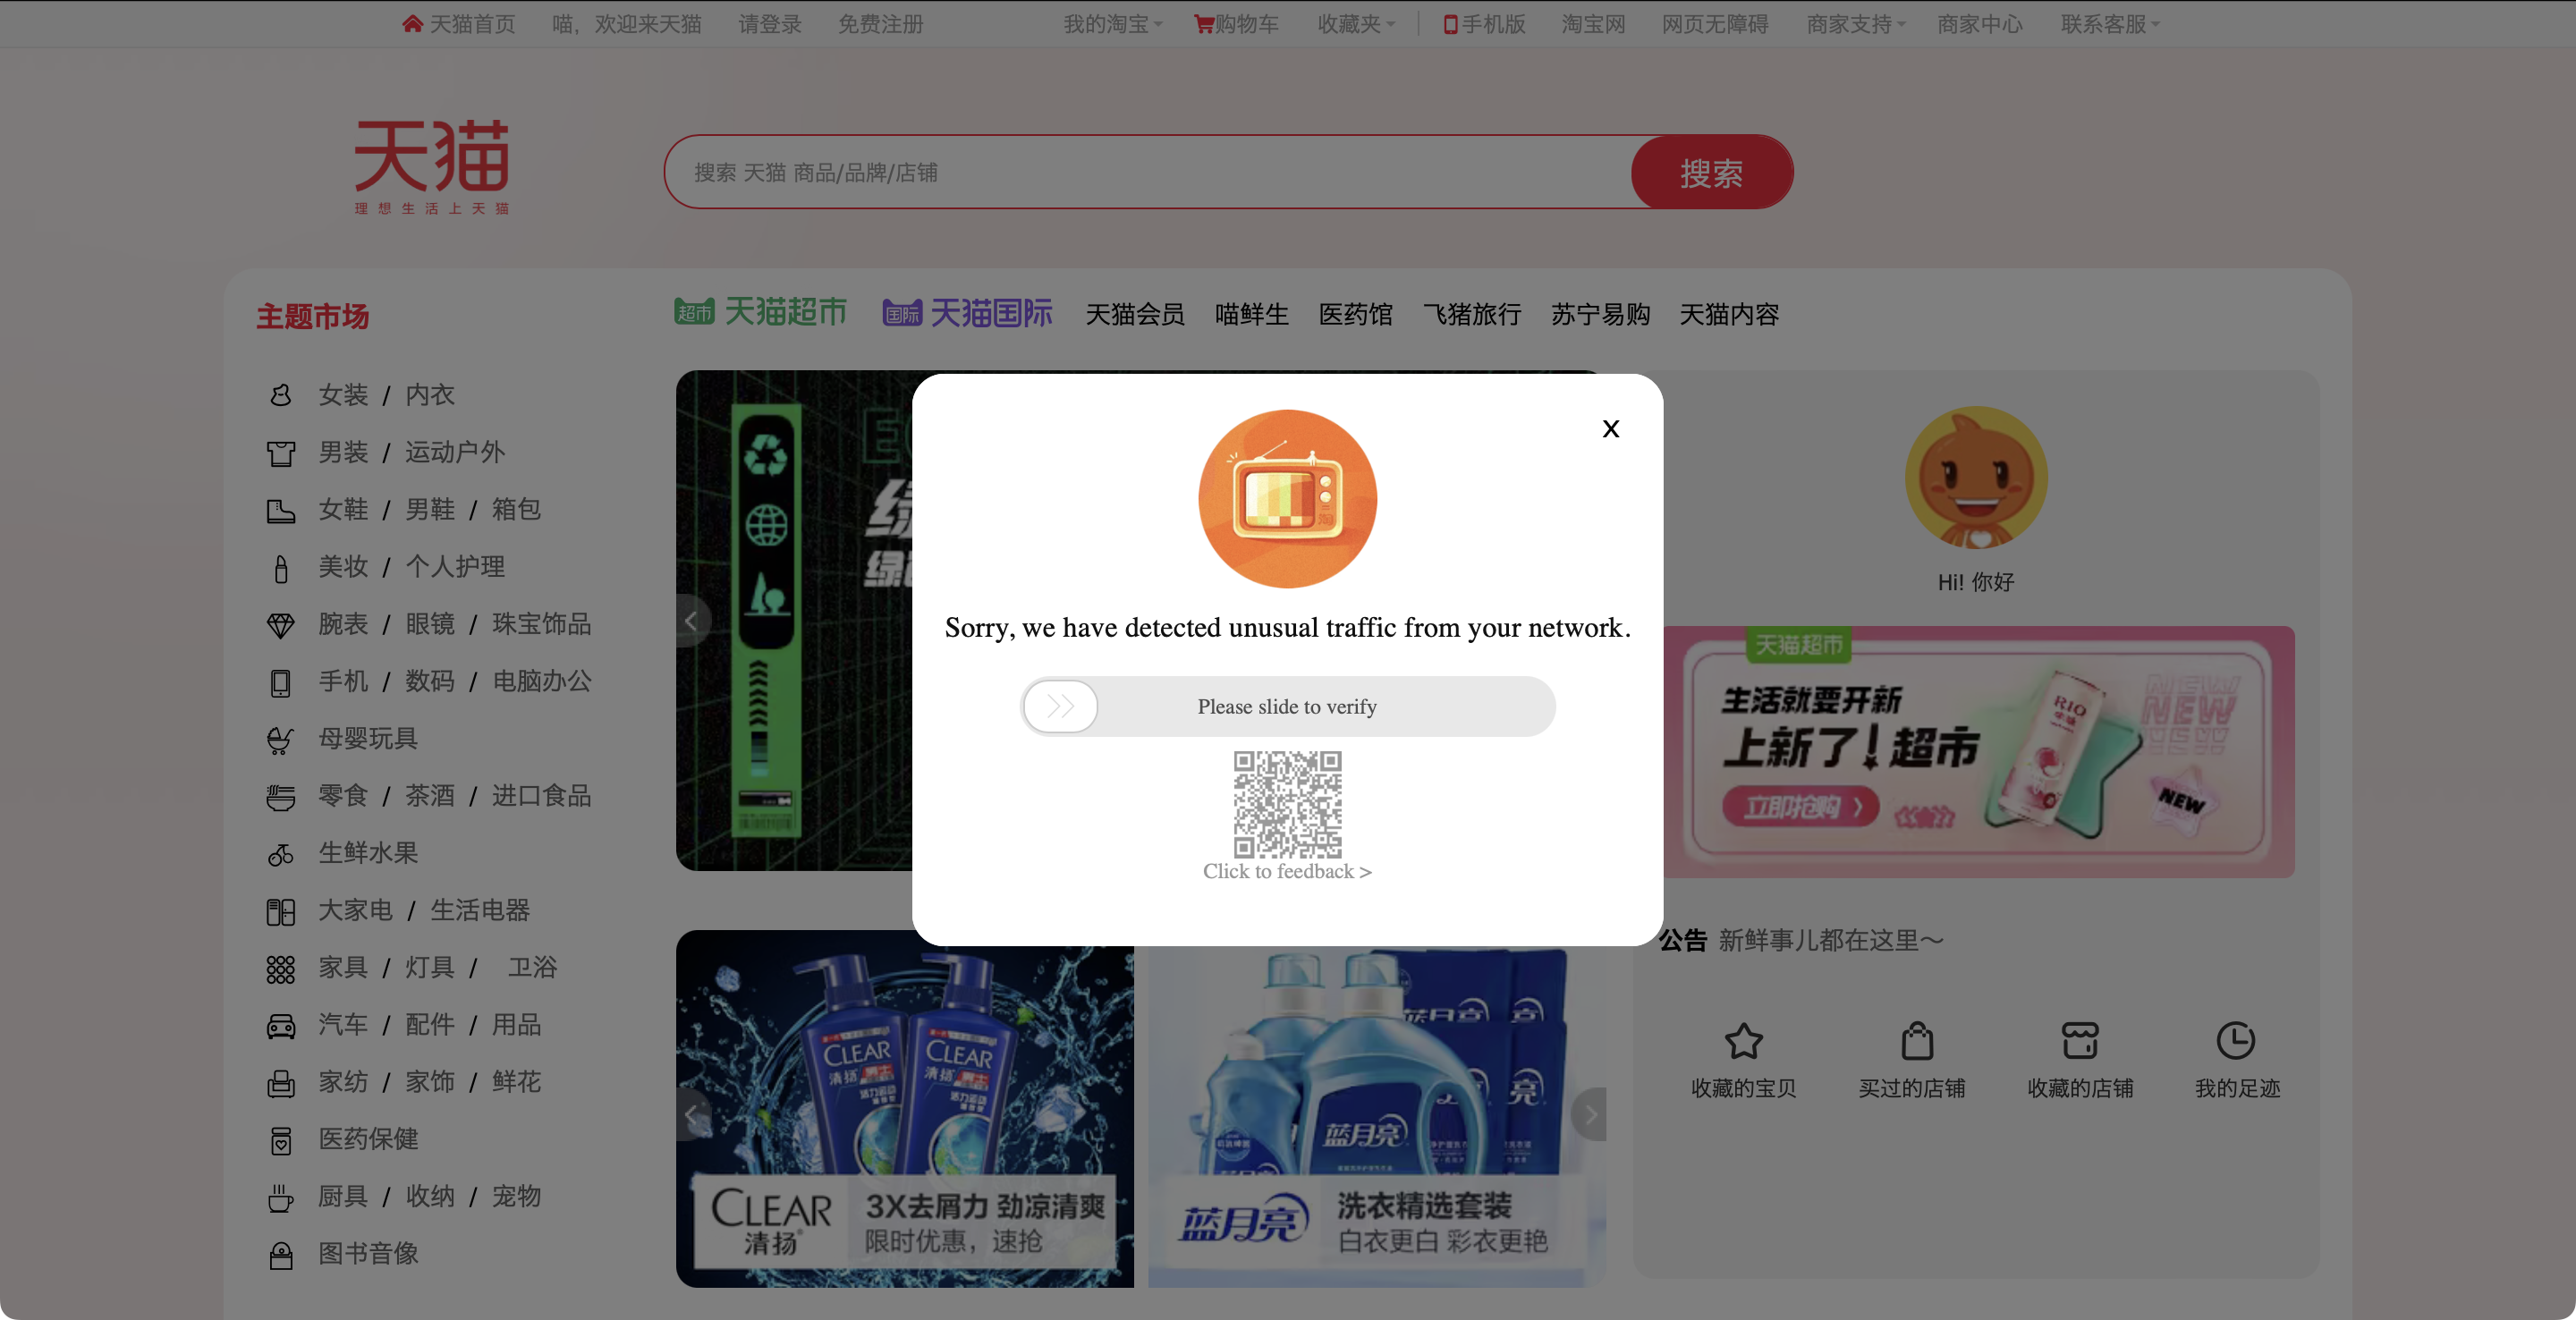 天猫首页 喵，欢迎来天猫 请登录 免费注册 我的淘宝 购物车 收藏夹 手机版 淘宝网 网页无障碍 商家支持 商家中心 联系客服
天猫
理想生活上天猫
搜索 天猫 商品/品牌/店铺
搜索
主题市场
超市 天猫超市 国际 天猫国际 天猫会员 喵鲜生 医药馆 飞猪旅行 苏宁易购 天猫内容
女装 / 内衣
男装 / 运动户外
女鞋 / 男鞋 / 箱包
美妆 / 个人护理
腕表 / 眼镜 / 珠宝饰品
手机 / 数码 / 电脑办公
母婴玩具
零食 / 茶酒 / 进口食品
生鲜水果
大家电 / 生活电器
家具 / 灯具 / 卫浴
汽车 / 配件 / 用品
家纺 / 家饰 / 鲜花
医药保健
厨具 / 收纳 / 宠物
图书音像
x
Sorry, we have detected unusual traffic from your network.
Please slide to verify
Click to feedback >
Hi! 你好
天猫超市
生活就要开新
上新了！超市
立即抢购
RIO
NEW
NEW
NEW
NEW
公告 新鲜事儿都在这里～
收藏的宝贝 买过的店铺 收藏的店铺 我的足迹
CLEAR
清扬
CLEAR
清扬
CLEAR
清扬
3X去屑力 劲凉清爽
限时优惠，速抢
蓝月亮
蓝月亮
洗衣精选套装
白衣更白 彩衣更艳